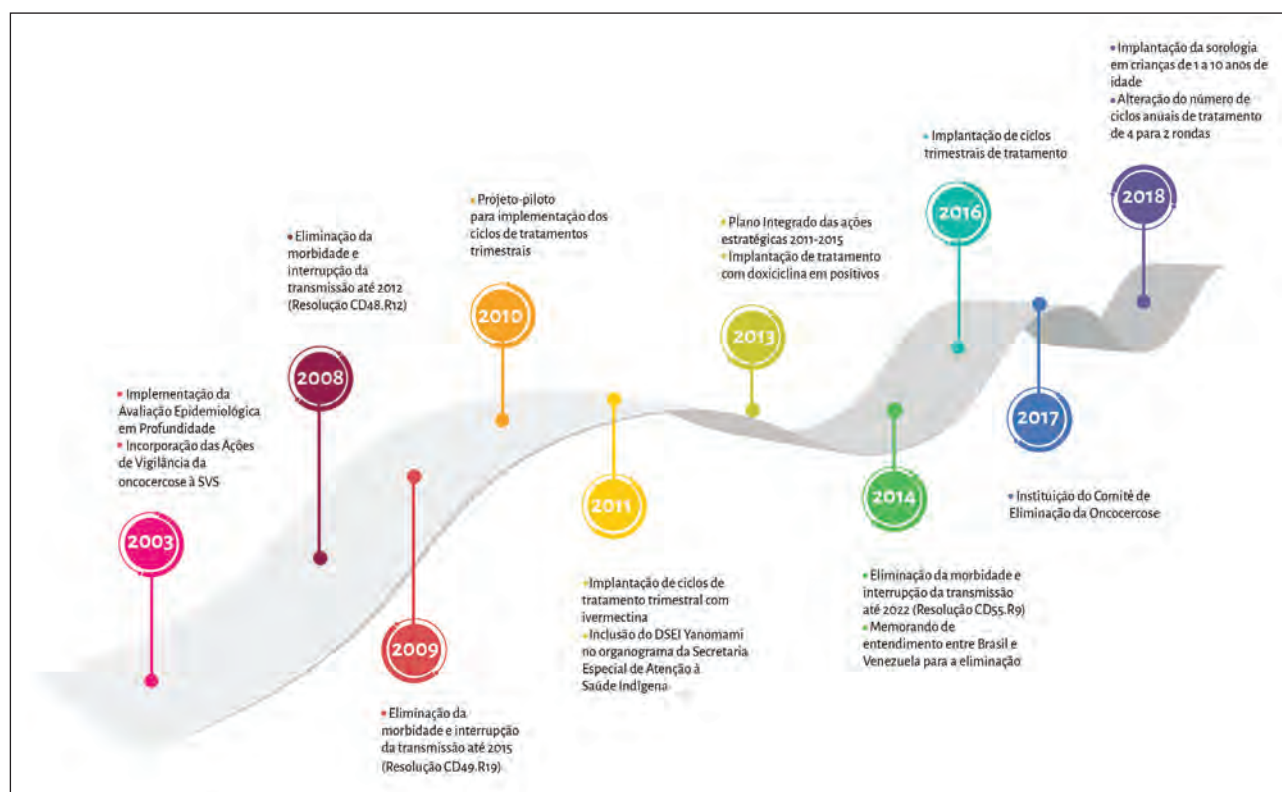 2003
• Implementação da
Avaliação Epidemiológica
em Profundidade
• Incorporação das Ações
de Vigilância da
oncocercose à SVS
2008
• Eliminação da
morbidade e
interrupção da
transmissão até 2012
(Resolução CD48.R12)
2009
• Eliminação da
morbidade e interrupção
da transmissão até 2015
(Resolução CD49.R19)
2010
• Projeto-piloto
para implementação dos
ciclos de tratamentos
trimestrais
2011
• Implantação de ciclos de
tratamento trimestral com
ivermectina
• Inclusão do DSEI Yanomami
no organograma da Secretaria
Especial de Atenção à
Saúde Indígena
2013
• Plano Integrado das ações
estratégicas 2011-2015
• Implantação de tratamento
com doxiciclina em positivos
2014
• Eliminação da morbidade e
interrupção da transmissão
até 2022 (Resolução CD55.R9)
• Memorando de
entendimento entre Brasil e
Venezuela para a eliminação
2016
• Implantação de ciclos
trimestrais de tratamento
2017
• Instituição do Comitê de
Eliminação da Oncocercose
2018
• Implantação da sorologia
em crianças de 1 a 10 anos de
idade
• Alteração do número de
ciclos anuais de tratamento
de 4 para 2 rondas